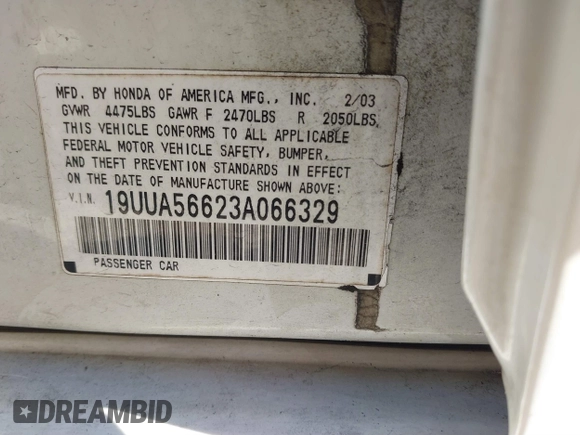 MFD. BY HONDA OF AMERICA MFG., INC. 2/03
GVWR 4475LBS GAWR F 2470LBS R 2050LBS,
THIS VEHICLE CONFORMS TO ALL APPLICABLE
FEDERAL MOTOR VEHICLE SAFETY, BUMPER,
AND THEFT PREVENTION STANDARDS IN EFFECT
ON THE DATE OF MANUFACTURE SHOWN ABOVE:
V.I.N. 19UUA56623A066329
PASSENGER CAR
DREAMBID